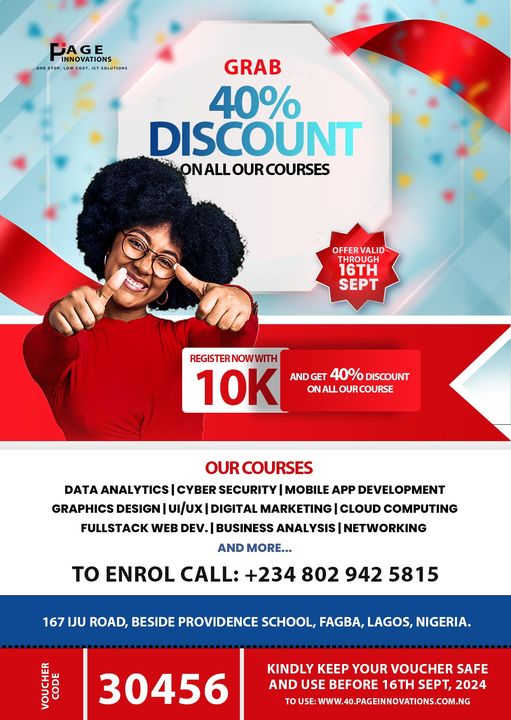 PAGE
INNOVATIONS
ONE STOP, LOW COST, ICT SOLUTIONS
GRAB
40%
DISCOUNT
ON ALL OUR COURSES
OFFER VALID
THROUGH
16TH
SEPT
REGISTER NOW WITH
10K
AND GET 40% DISCOUNT
ON ALL OUR COURSE
OUR COURSES
DATA ANALYTICS | CYBER SECURITY | MOBILE APP DEVELOPMENT
GRAPHICS DESIGN | UI/UX | DIGITAL MARKETING | CLOUD COMPUTING
FULLSTACK WEB DEV. | BUSINESS ANALYSIS | NETWORKING
AND MORE...
TO ENROL CALL: +234 802 942 5815
167 IJU ROAD, BESIDE PROVIDENCE SCHOOL, FAGBA, LAGOS, NIGERIA.
VOUCHER
CODE
30456
KINDLY KEEP YOUR VOUCHER SAFE
AND USE BEFORE 16TH SEPT, 2024
TO USE: WWW.40.PAGEINNOVATIONS.COM.NG